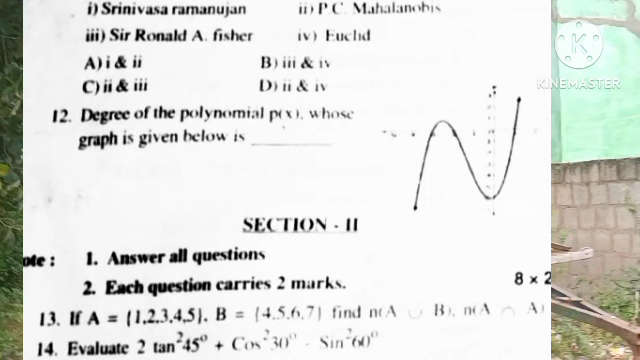 i) Srinivasa ramanujan ii) P.C. Mahalanobis
iii) Sir Ronald A. fisher iv) Euclid
A) i & ii B) iii & iv
C) ii & iii D) ii & iv
12. Degree of the polynomial p(x), whose
graph is given below is ________
SECTION - II
ote : 1. Answer all questions
2. Each question carries 2 marks.
8 × 2
13. If A = {1,2,3,4,5}, B = {4,5,6,7} find n(A ∪ B), n(A ∩ A)
14. Evaluate 2 tan²45° + Cos²30° - Sin²60°
KINEMASTER